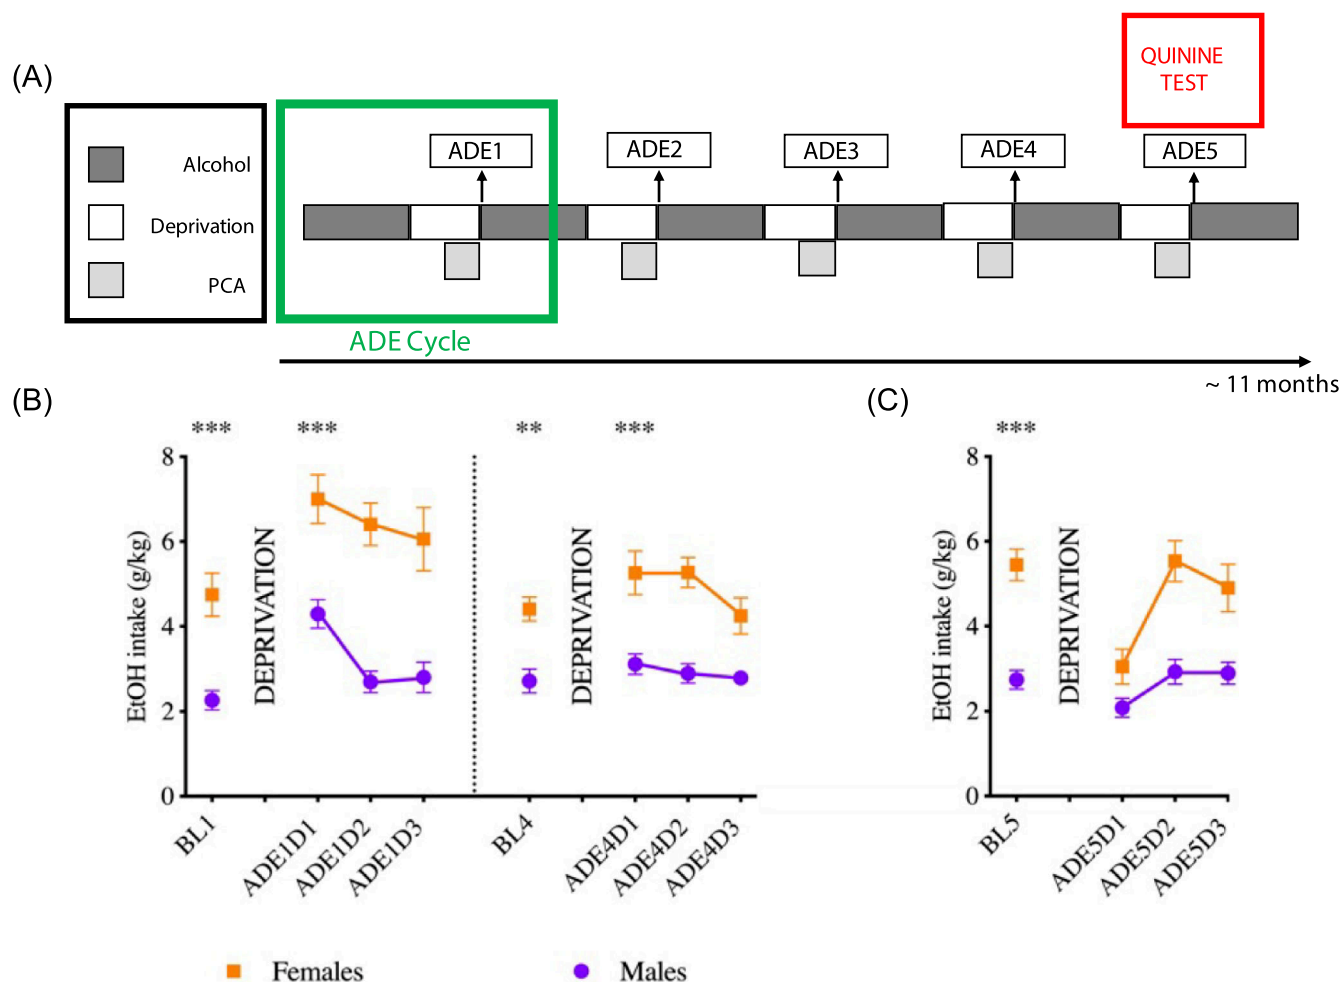 (A)
QUININE
TEST
Alcohol
Deprivation
PCA
ADE1
ADE2
ADE3
ADE4
ADE5
ADE Cycle
~ 11 months
(B)
*** *** ** ***
EtOH intake (g/kg)
8
6
4
2
0
DEPRIVATION
DEPRIVATION
BL1
ADE1D1
ADE1D2
ADE1D3
BL4
ADE4D1
ADE4D2
ADE4D3
(C)
***
EtOH intake (g/kg)
8
6
4
2
0
DEPRIVATION
BL5
ADE5D1
ADE5D2
ADE5D3
Females
Males